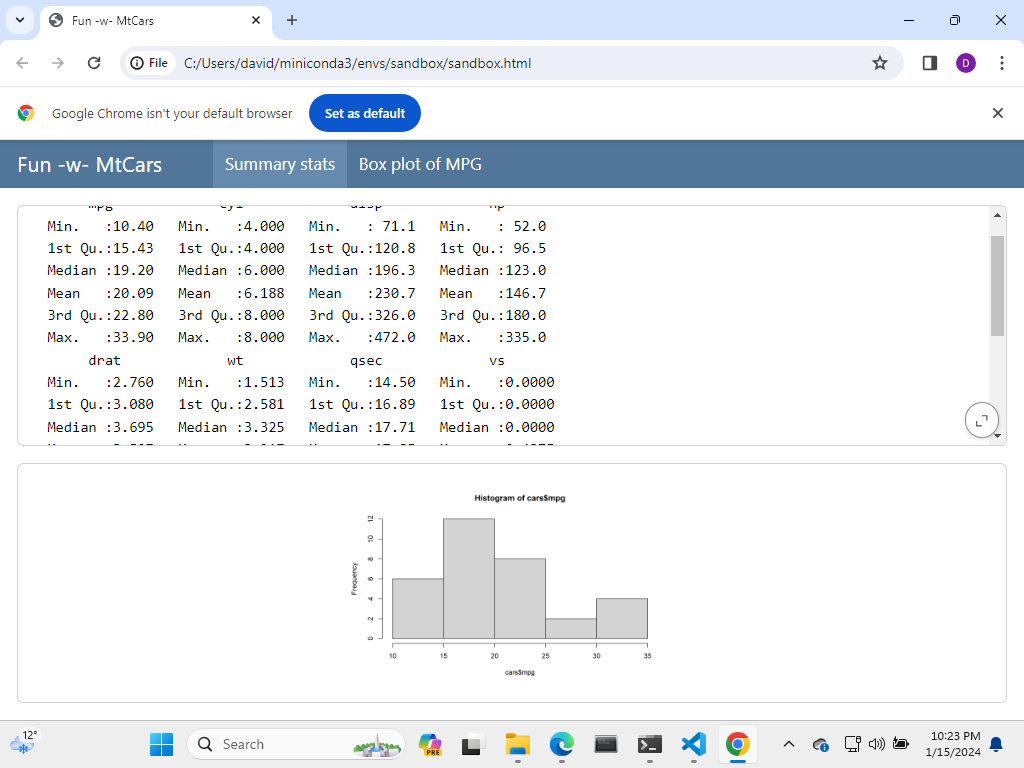 Fun -w- MtCars
File C:/Users/david/miniconda3/envs/sandbox/sandbox.html D
Google Chrome isn't your default browser Set as default
Fun -w- MtCars Summary stats Box plot of MPG
mpg cyl disp hp
Min. :10.40 Min. :4.000 Min. : 71.1 Min. : 52.0
1st Qu.:15.43 1st Qu.:4.000 1st Qu.:120.8 1st Qu.: 96.5
Median :19.20 Median :6.000 Median :196.3 Median :123.0
Mean :20.09 Mean :6.188 Mean :230.7 Mean :146.7
3rd Qu.:22.80 3rd Qu.:8.000 3rd Qu.:326.0 3rd Qu.:180.0
Max. :33.90 Max. :8.000 Max. :472.0 Max. :335.0
drat wt qsec vs
Min. :2.760 Min. :1.513 Min. :14.50 Min. :0.0000
1st Qu.:3.080 1st Qu.:2.581 1st Qu.:16.89 1st Qu.:0.0000
Median :3.695 Median :3.325 Median :17.71 Median :0.0000
Histogram of cars$mpg
12
10
8
6
4
2
0
Frequency
10 15 20 25 30 35
cars$mpg
12° Search PRE 10:23 PM
1/15/2024